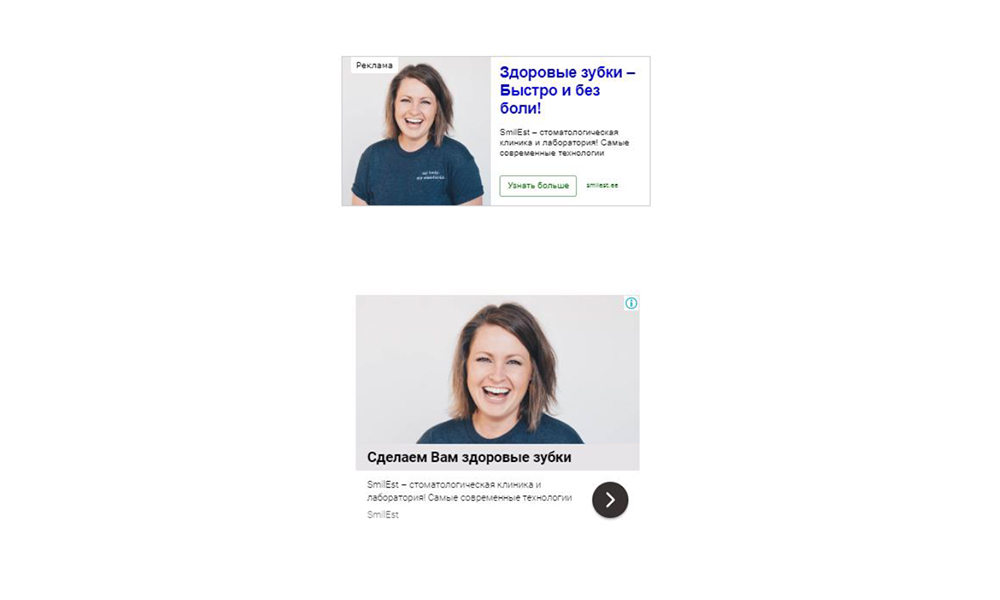 Реклама
Здоровые зубки –
Быстро и без
боли!
SmilEst – стоматологическая
клиника и лаборатория! Самые
современные технологии
Узнать больше
smilest.ee
Сделаем Вам здоровые зубки
SmilEst – стоматологическая клиника и
лаборатория! Самые современные технологии
SmilEst